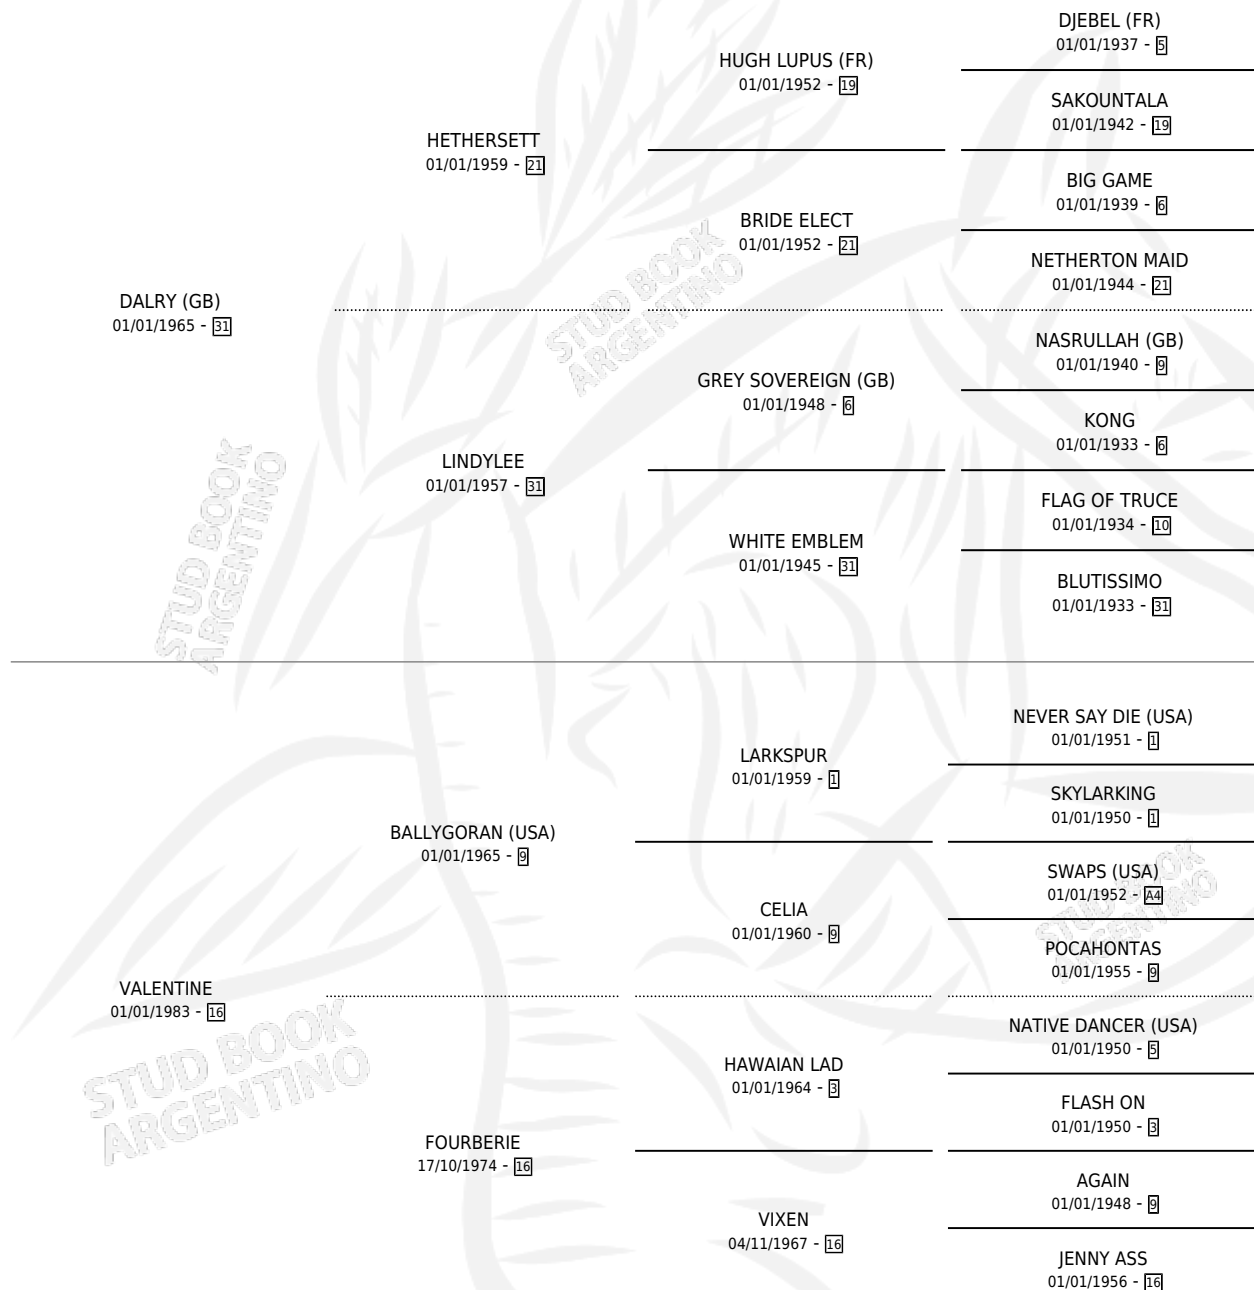 DJEBEL (FR)
01/01/1937 - 5
HUGH LUPUS (FR)
01/01/1952 - 19
SAKOUNTALA
01/01/1942 - 19
HETHERSETT
01/01/1959 - 21
BIG GAME
01/01/1939 - 6
BRIDE ELECT
01/01/1952 - 21
NETHERTON MAID
01/01/1944 - 21
DALRY (GB)
01/01/1965 - 31
STUD BOOK
ARGENTINO
NASRULLAH (GB)
01/01/1940 - 9
GREY SOVEREIGN (GB)
01/01/1948 - 6
KONG
01/01/1933 - 6
LINDYLEE
01/01/1957 - 31
FLAG OF TRUCE
01/01/1934 - 10
WHITE EMBLEM
01/01/1945 - 31
BLUTISSIMO
01/01/1933 - 31
STUD BOOK
ARGENTINO
NEVER SAY DIE (USA)
01/01/1951 - 1
LARKSPUR
01/01/1959 - 1
SKYLARKING
01/01/1950 - 1
BALLYGORAN (USA)
01/01/1965 - 9
SWAPS (USA)
01/01/1952 - A4
STUD BOOK
ARGENTINO
CELIA
01/01/1960 - 9
POCAHONTAS
01/01/1955 - 9
VALENTINE
01/01/1983 - 16
STUD BOOK
ARGENTINO
NATIVE DANCER (USA)
01/01/1950 - 5
HAWAIAN LAD
01/01/1964 - 3
FLASH ON
01/01/1950 - 3
FOURBERIE
17/10/1974 - 16
AGAIN
01/01/1948 - 9
VIXEN
04/11/1967 - 16
JENNY ASS
01/01/1956 - 16